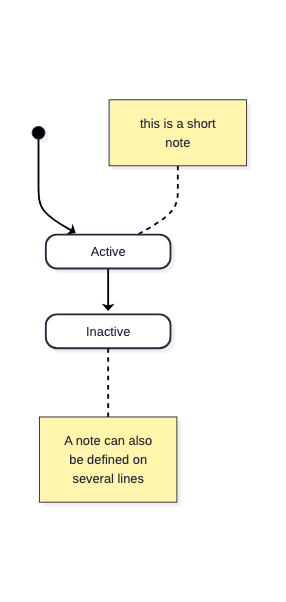 this is a short
note
Active
Inactive
A note can also
be defined on
several lines